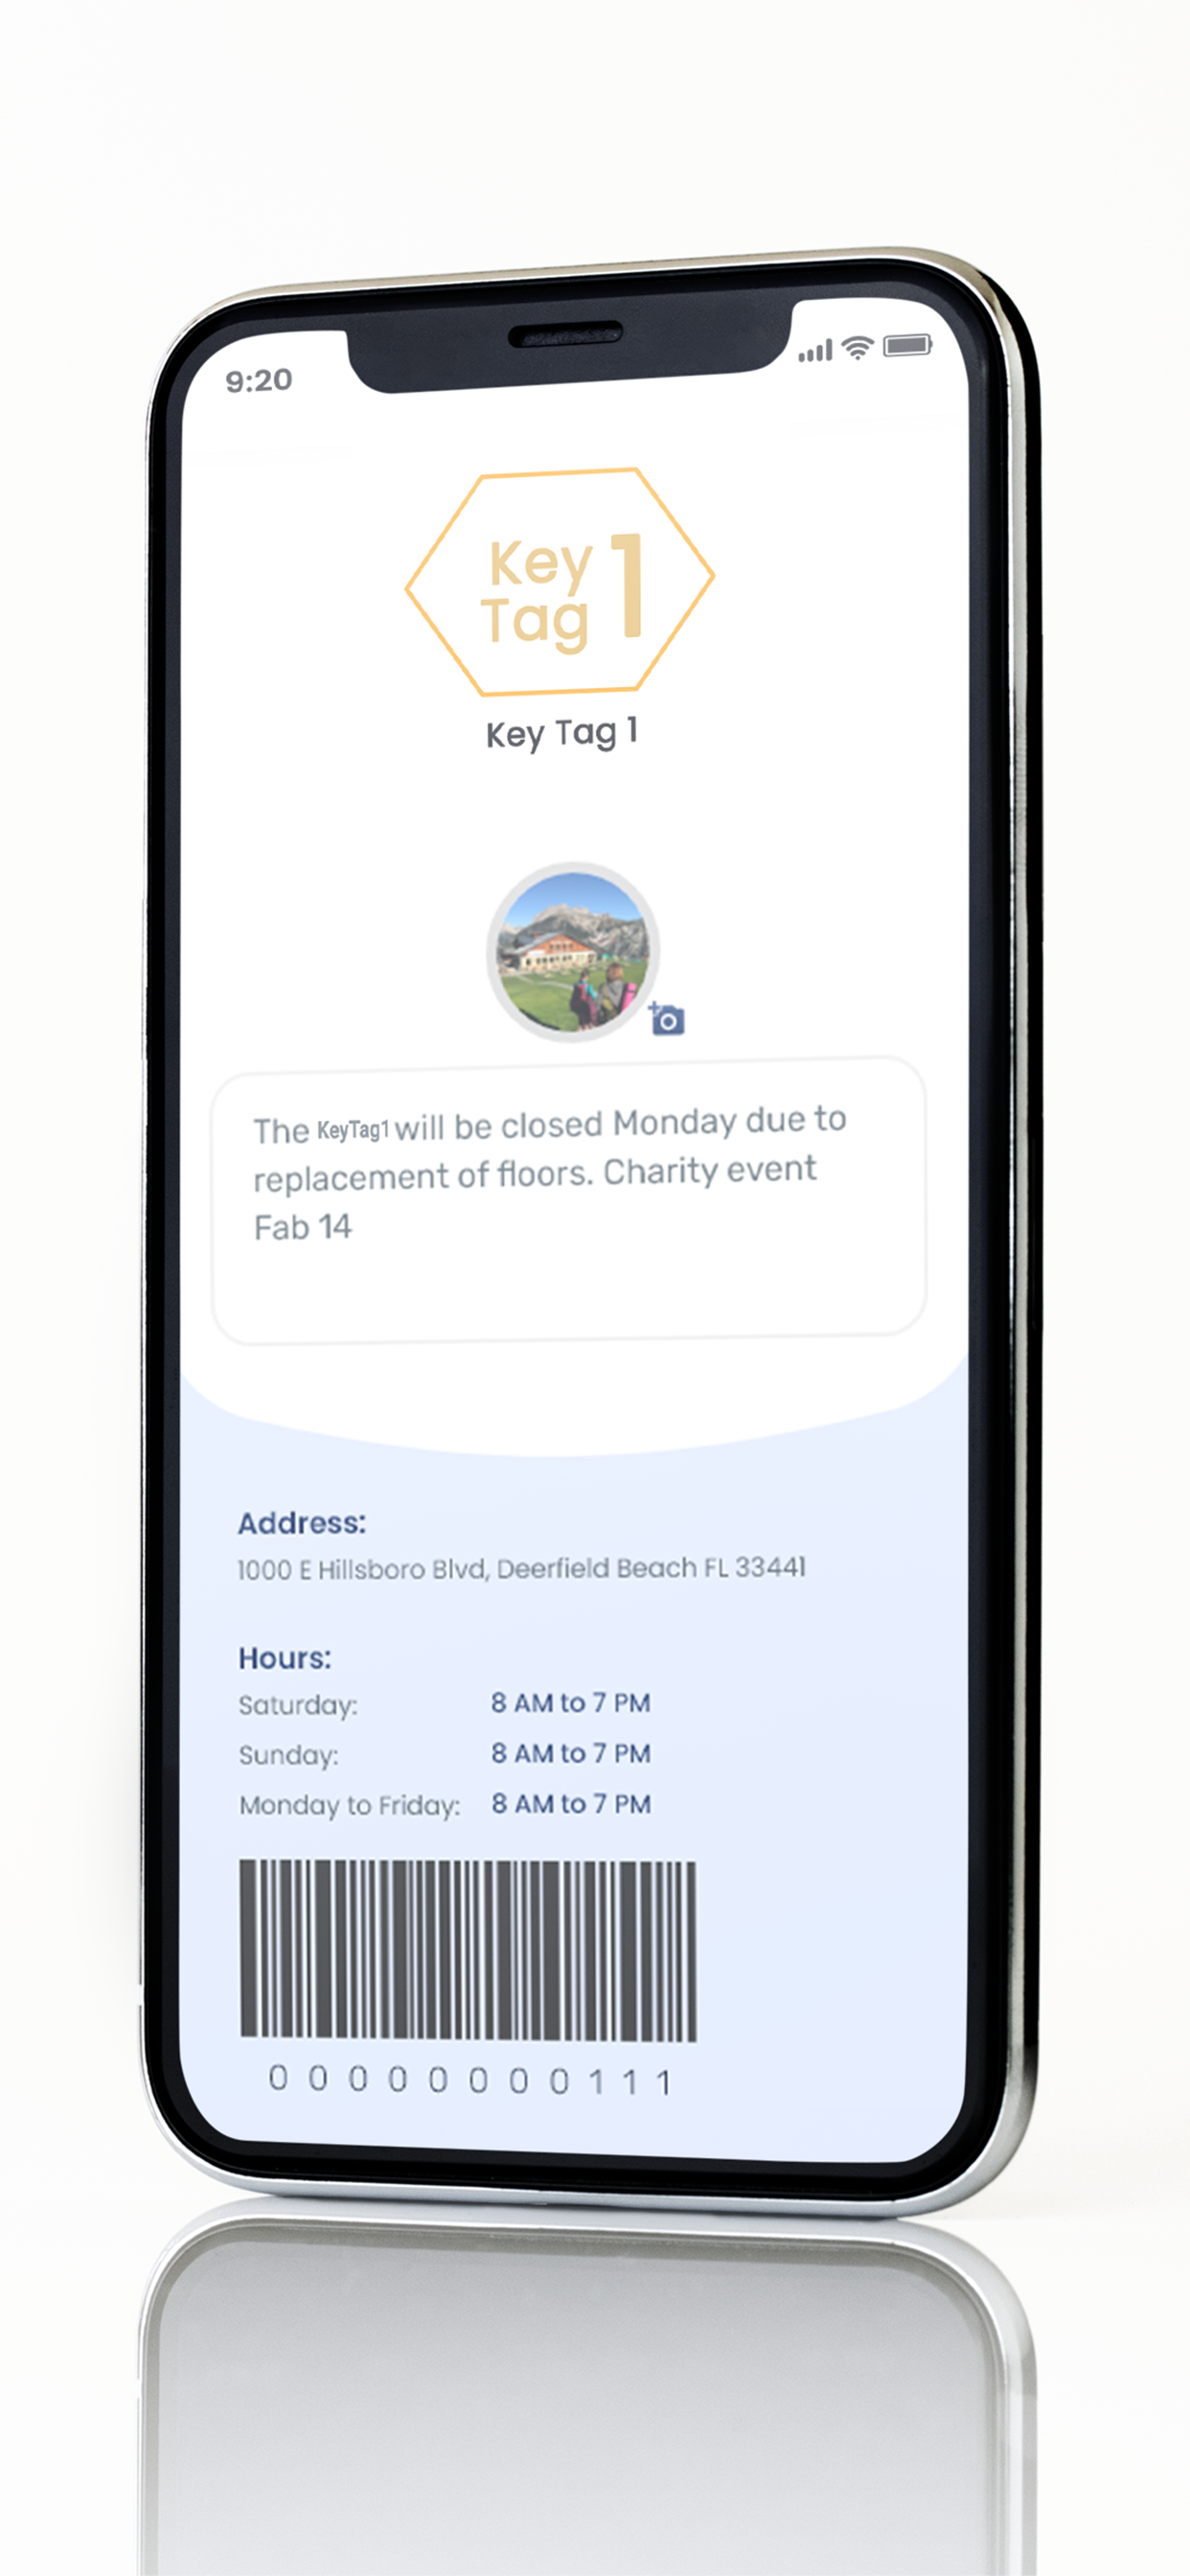 9:20
Key
Tag 1
Key Tag 1
The KeyTag1 will be closed Monday due to
replacement of floors. Charity event
Fab 14
Address:
1000 E Hillsboro Blvd, Deerfield Beach FL 33441
Hours:
Saturday: 8 AM to 7 PM
Sunday: 8 AM to 7 PM
Monday to Friday: 8 AM to 7 PM
0 0 0 0 0 0 0 0 1 1 1